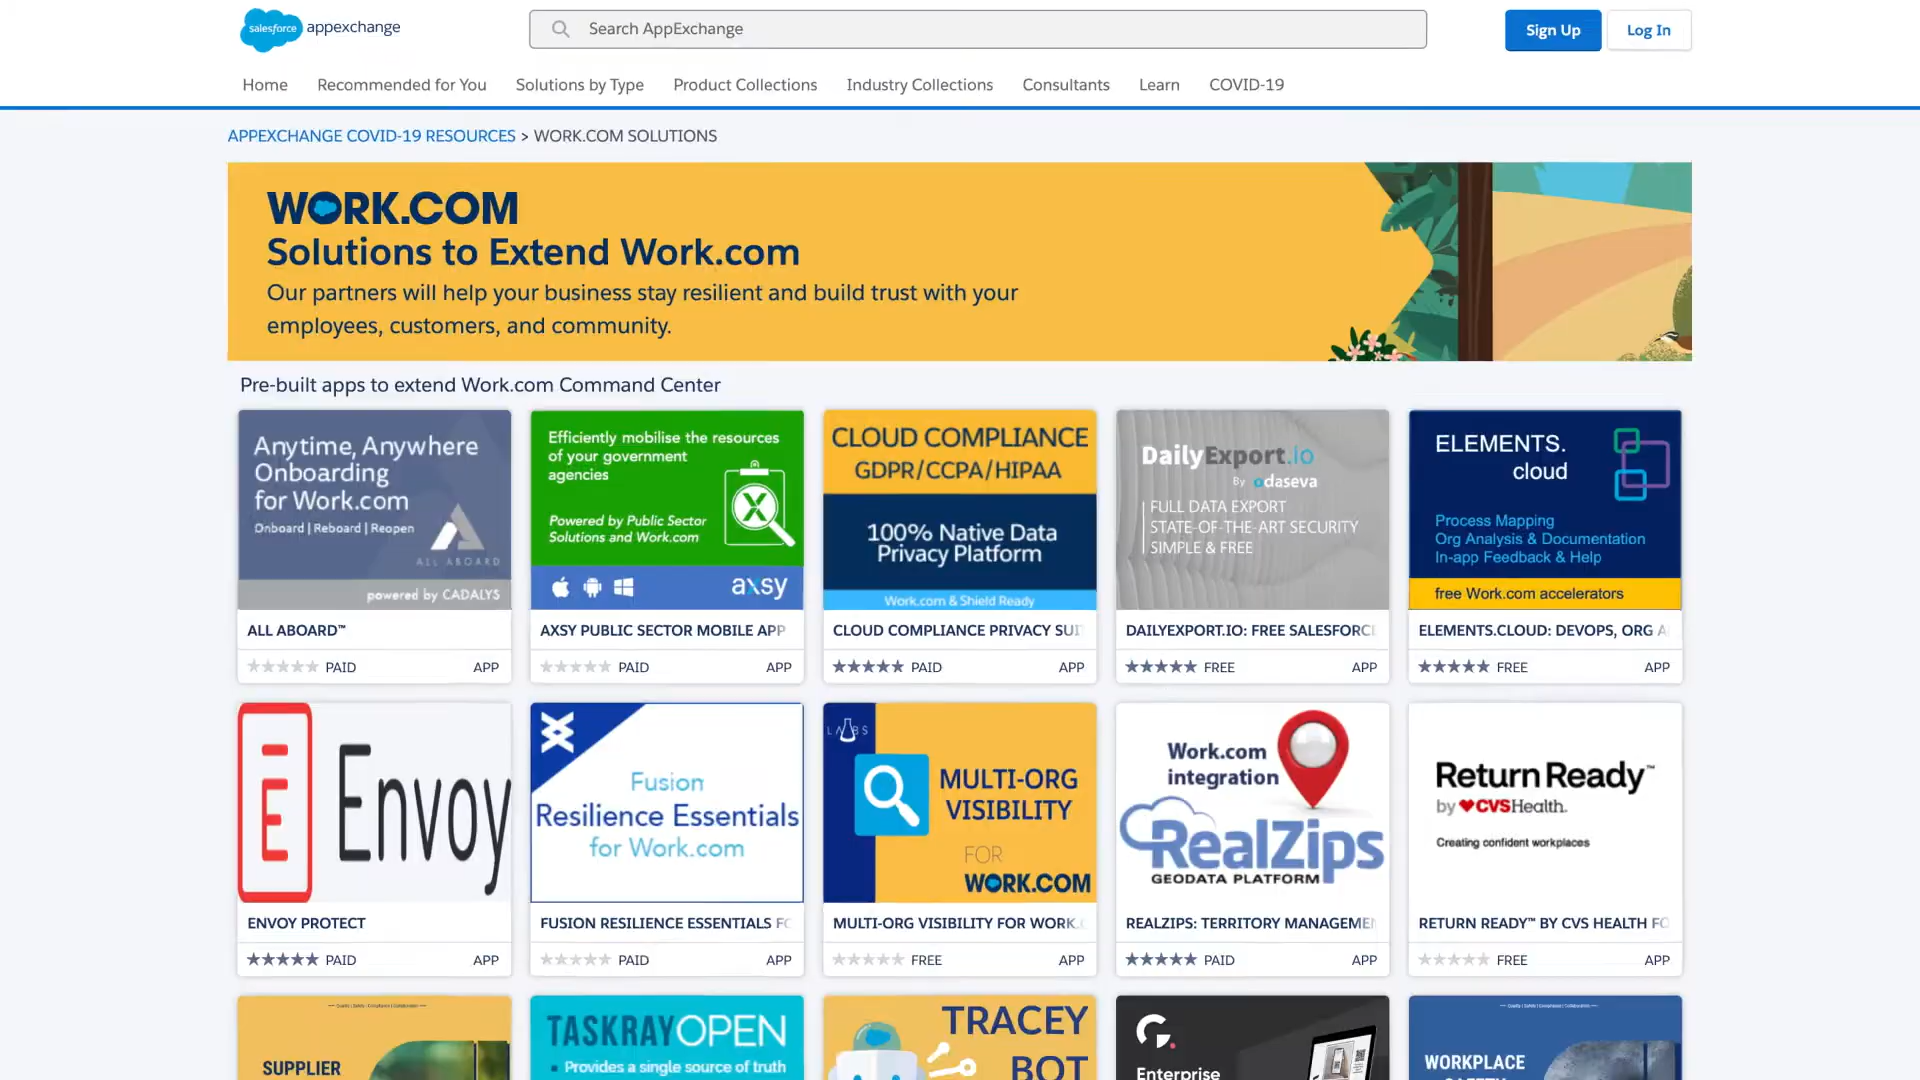 salesforce appexchange
Search AppExchange
Sign Up
Log In
Home
Recommended for You
Solutions by Type
Product Collections
Industry Collections
Consultants
Learn
COVID-19
APPEXCHANGE COVID-19 RESOURCES > WORK.COM SOLUTIONS
WORK.COM
Solutions to Extend Work.com
Our partners will help your business stay resilient and build trust with your
employees, customers, and community.
Pre-built apps to extend Work.com Command Center
Anytime, Anywhere
Onboarding
for Work.com
Onboard | Reboard | Reopen
ALL ABOARD
powered by CADALYS
ALL ABOARD™
PAID
APP
Efficiently mobilise the resources
of your government
agencies
Powered by Public Sector
Solutions and Work.com
axsy
AXSY PUBLIC SECTOR MOBILE APP
PAID
APP
CLOUD COMPLIANCE
GDPR/CCPA/HIPAA
100% Native Data
Privacy Platform
Work.com & Shield Ready
CLOUD COMPLIANCE PRIVACY SUI
PAID
APP
DailyExport.io
By odaseva
FULL DATA EXPORT
STATE-OF-THE-ART SECURITY
SIMPLE & FREE
DAILYEXPORT.IO: FREE SALESFORCE
FREE
APP
ELEMENTS.
cloud
Process Mapping
Org Analysis & Documentation
In-app Feedback & Help
free Work.com accelerators
ELEMENTS.CLOUD: DEVOPS, ORG A
FREE
APP
Envoy
ENVOY PROTECT
PAID
APP
Fusion
Resilience Essentials
for Work.com
FUSION RESILIENCE ESSENTIALS FO
PAID
APP
LABS
MULTI-ORG
VISIBILITY
FOR
WORK.COM
MULTI-ORG VISIBILITY FOR WORK.
FREE
APP
Work.com
integration
RealZips
GEODATA PLATFORM
REALZIPS: TERRITORY MANAGEMEN
PAID
APP
Return Ready™
by CVSHealth.
Creating confident workplaces
RETURN READY™ BY CVS HEALTH FO
FREE
APP
SUPPLIER
TASKRAYOPEN
Provides a single source of truth
TRACEY
BOT
Enterprise
WORKPLACE
SAFETY